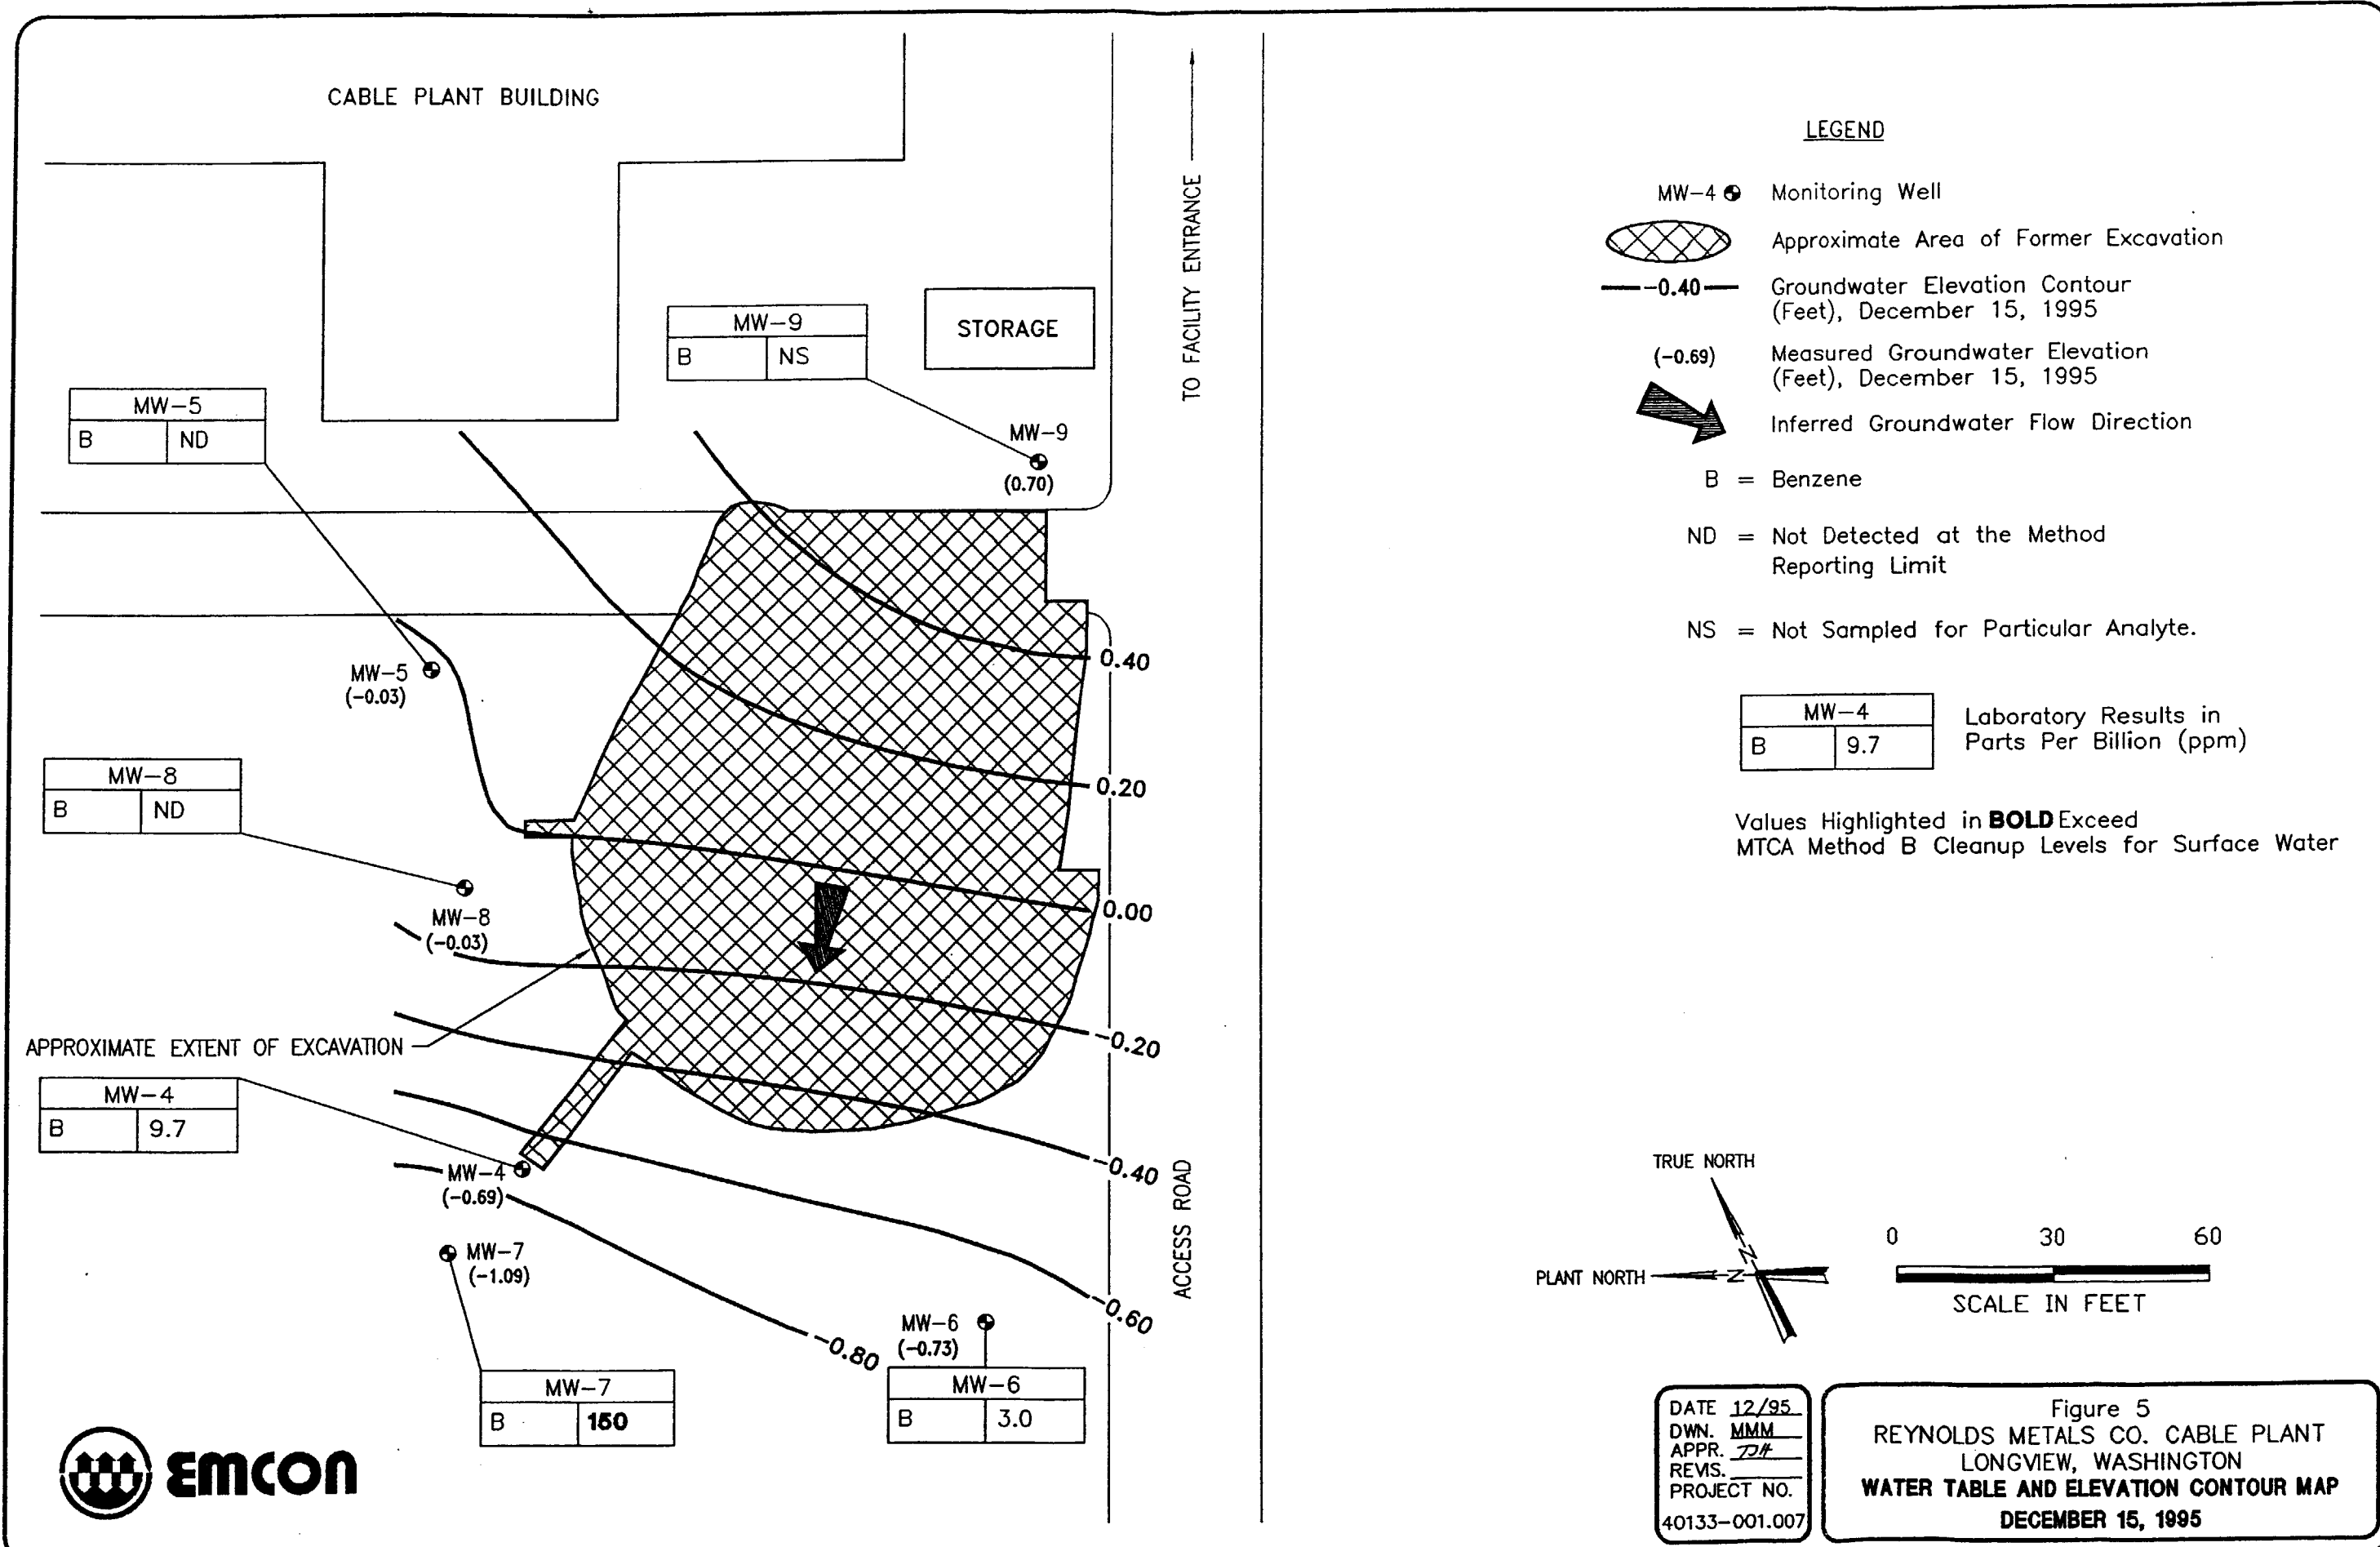 CABLE PLANT BUILDING
TO FACILITY ENTRANCE
STORAGE
MW-9
B NS
MW-9
(0.70)
MW-5
B ND
MW-5
(-0.03)
0.40
0.20
MW-8
B ND
MW-8
(-0.03)
0.00
-0.20
APPROXIMATE EXTENT OF EXCAVATION
MW-4
B 9.7
MW-4
(-0.69)
-0.40
ACCESS ROAD
MW-7
(-1.09)
-0.60
-0.80
MW-6
(-0.73)
MW-7
B 150
MW-6
B 3.0
EMCON
LEGEND
MW-4 Monitoring Well
Approximate Area of Former Excavation
-0.40 Groundwater Elevation Contour
(Feet), December 15, 1995
(-0.69) Measured Groundwater Elevation
(Feet), December 15, 1995
Inferred Groundwater Flow Direction
B = Benzene
ND = Not Detected at the Method
Reporting Limit
NS = Not Sampled for Particular Analyte.
MW-4
B 9.7
Laboratory Results in
Parts Per Billion (ppm)
Values Highlighted in BOLD Exceed
MTCA Method B Cleanup Levels for Surface Water
TRUE NORTH
N
PLANT NORTH N
0 30 60
SCALE IN FEET
DATE 12/95
DWN. MMM
APPR.
REVIS.
PROJECT NO.
40133-001.007
Figure 5
REYNOLDS METALS CO. CABLE PLANT
LONGVIEW, WASHINGTON
WATER TABLE AND ELEVATION CONTOUR MAP
DECEMBER 15, 1995